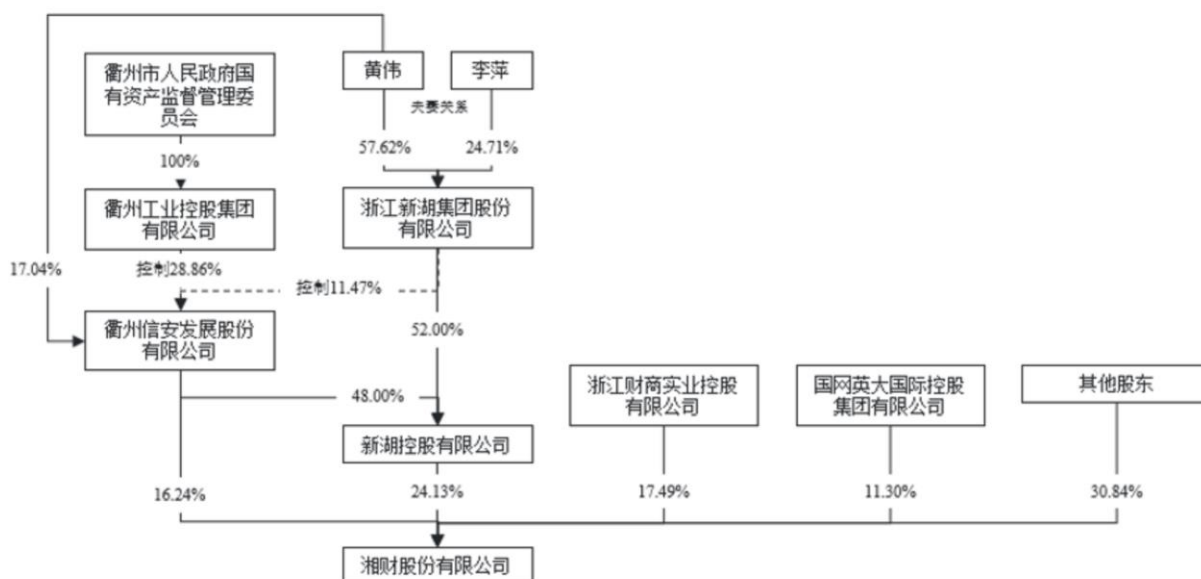 黄伟
李萍
衢州市人民政府国
有资产监督管理委
员会
夫妻关系
57.62%
24.71%
100%
衢州工业控股集团
有限公司
浙江新湖集团股份
有限公司
17.04%
控制28.86%
控制11.47%
衢州信安发展股份
有限公司
52.00%
48.00%
浙江财商实业控股
有限公司
国网英大国际控股
集团有限公司
其他股东
新湖控股有限公司
16.24%
24.13%
17.49%
11.30%
30.84%
湘财股份有限公司